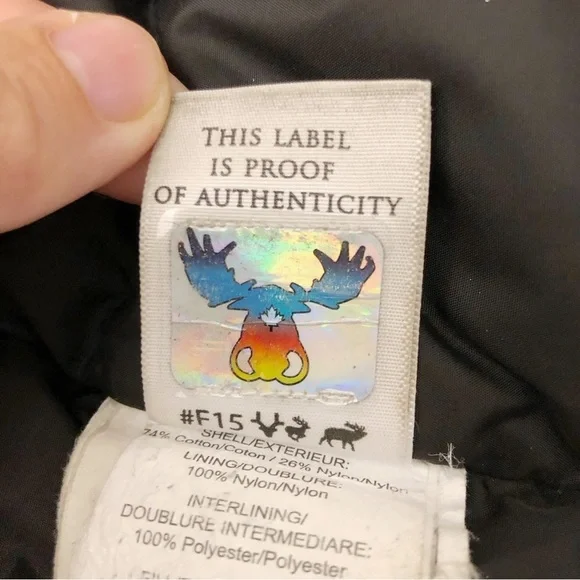 THIS LABEL
IS PROOF
OF AUTHENTICITY
#F15
SHELL/EXTERIEUR:
74% Cotton/Coton / 26% Nylon/Nylon
LINING/DOUBLURE:
100% Nylon/Nylon
INTERLINING/
DOUBLURE INTERMEDIARE:
100% Polyester/Polyester